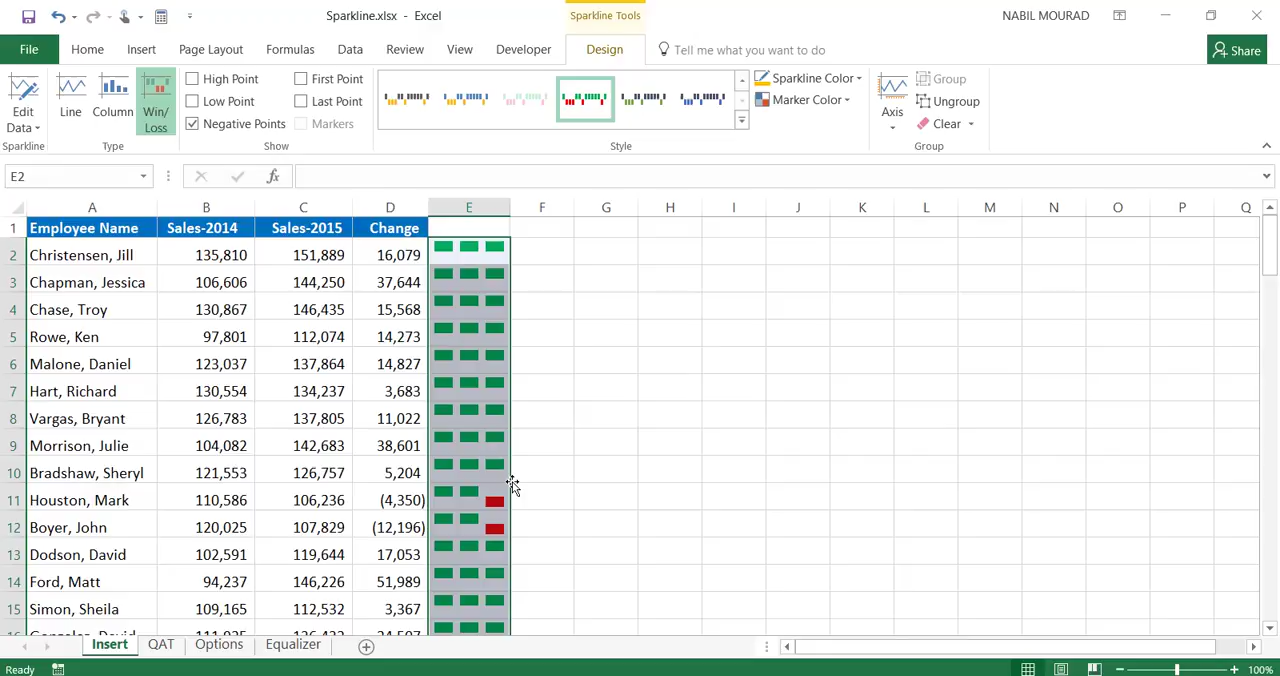 Sparkline.xlsx - Excel
Sparkline Tools
NABIL MOURAD
File Home Insert Page Layout Formulas Data Review View Developer Design Tell me what you want to do Share
Edit Data
Line
Column
Win/ Loss
High Point First Point
Low Point Last Point
Negative Points Markers
Sparkline Color
Marker Color
Axis
Group
Ungroup
Clear
Sparkline Type Show Style Group
E2
fx
A B C D E F G H I J K L M N O P Q
1 Employee Name Sales-2014 Sales-2015 Change
2 Christensen, Jill 135,810 151,889 16,079
3 Chapman, Jessica 106,606 144,250 37,644
4 Chase, Troy 130,867 146,435 15,568
5 Rowe, Ken 97,801 112,074 14,273
6 Malone, Daniel 123,037 137,864 14,827
7 Hart, Richard 130,554 134,237 3,683
8 Vargas, Bryant 126,783 137,805 11,022
9 Morrison, Julie 104,082 142,683 38,601
10 Bradshaw, Sheryl 121,553 126,757 5,204
11 Houston, Mark 110,586 106,236 (4,350)
12 Boyer, John 120,025 107,829 (12,196)
13 Dodson, David 102,591 119,644 17,053
14 Ford, Matt 94,237 146,226 51,989
15 Simon, Sheila 109,165 112,532 3,367
Insert QAT Options Equalizer
Ready 100%